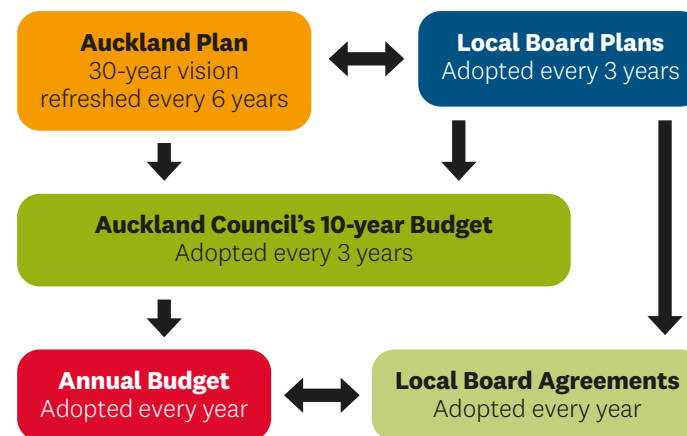 Auckland Plan
30-year vision
refreshed every 6 years
Local Board Plans
Adopted every 3 years
Auckland Council’s 10-year Budget
Adopted every 3 years
Annual Budget
Adopted every year
Local Board Agreements
Adopted every year